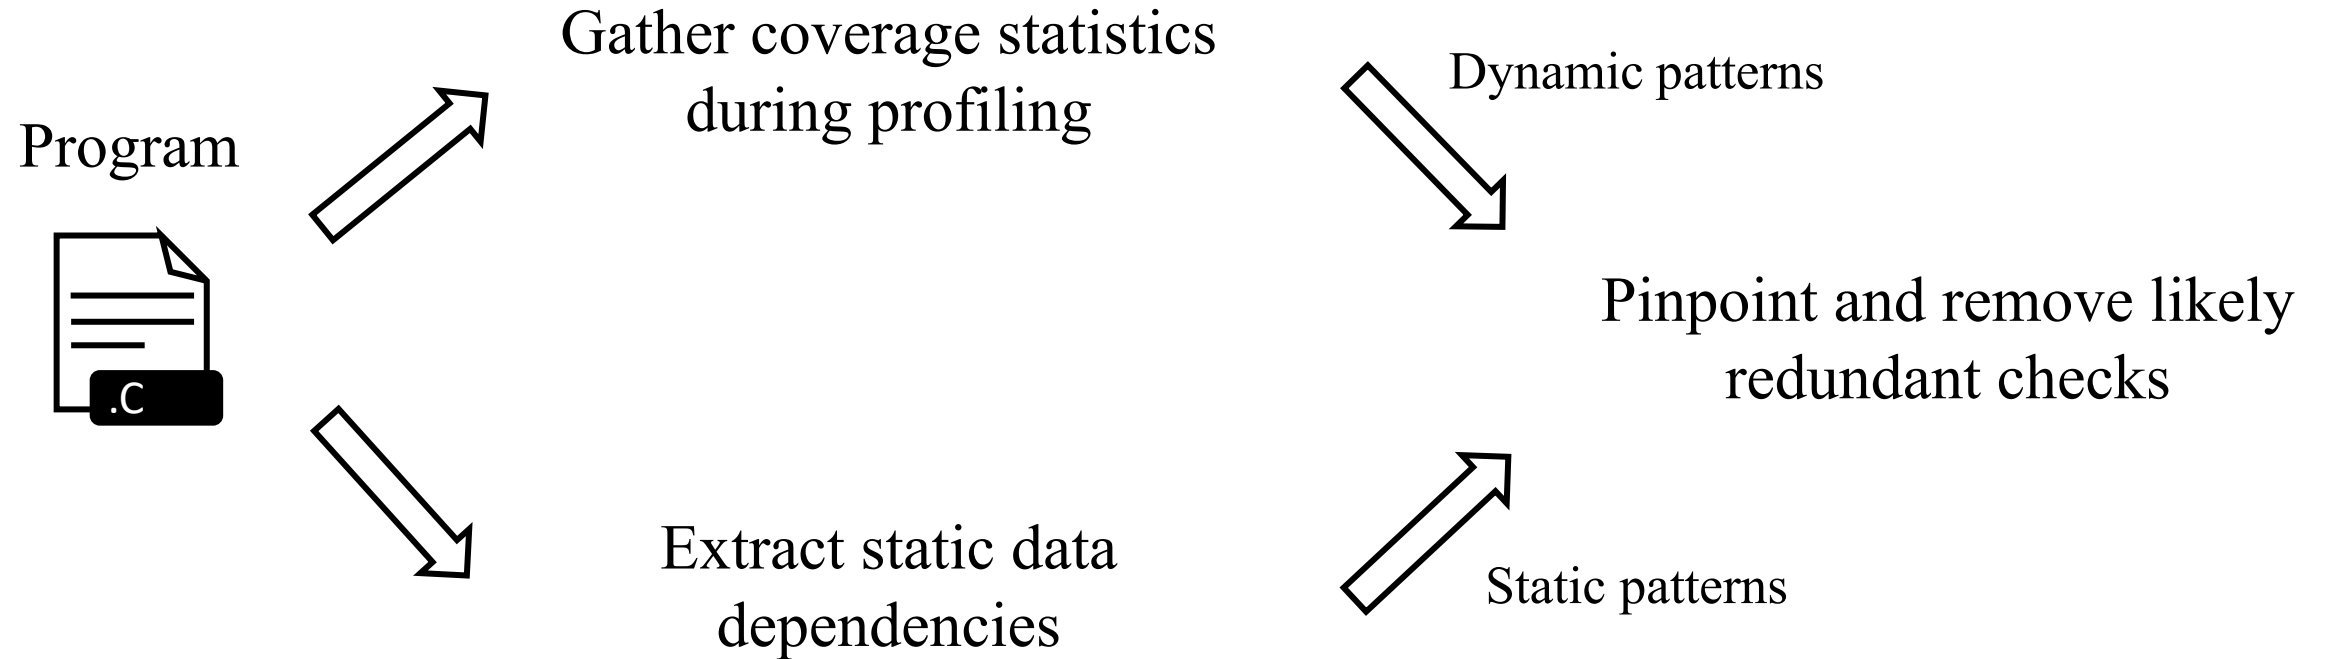 Program
.C
Gather coverage statistics
during profiling
Extract static data
dependencies
Dynamic patterns
Static patterns
Pinpoint and remove likely
redundant checks